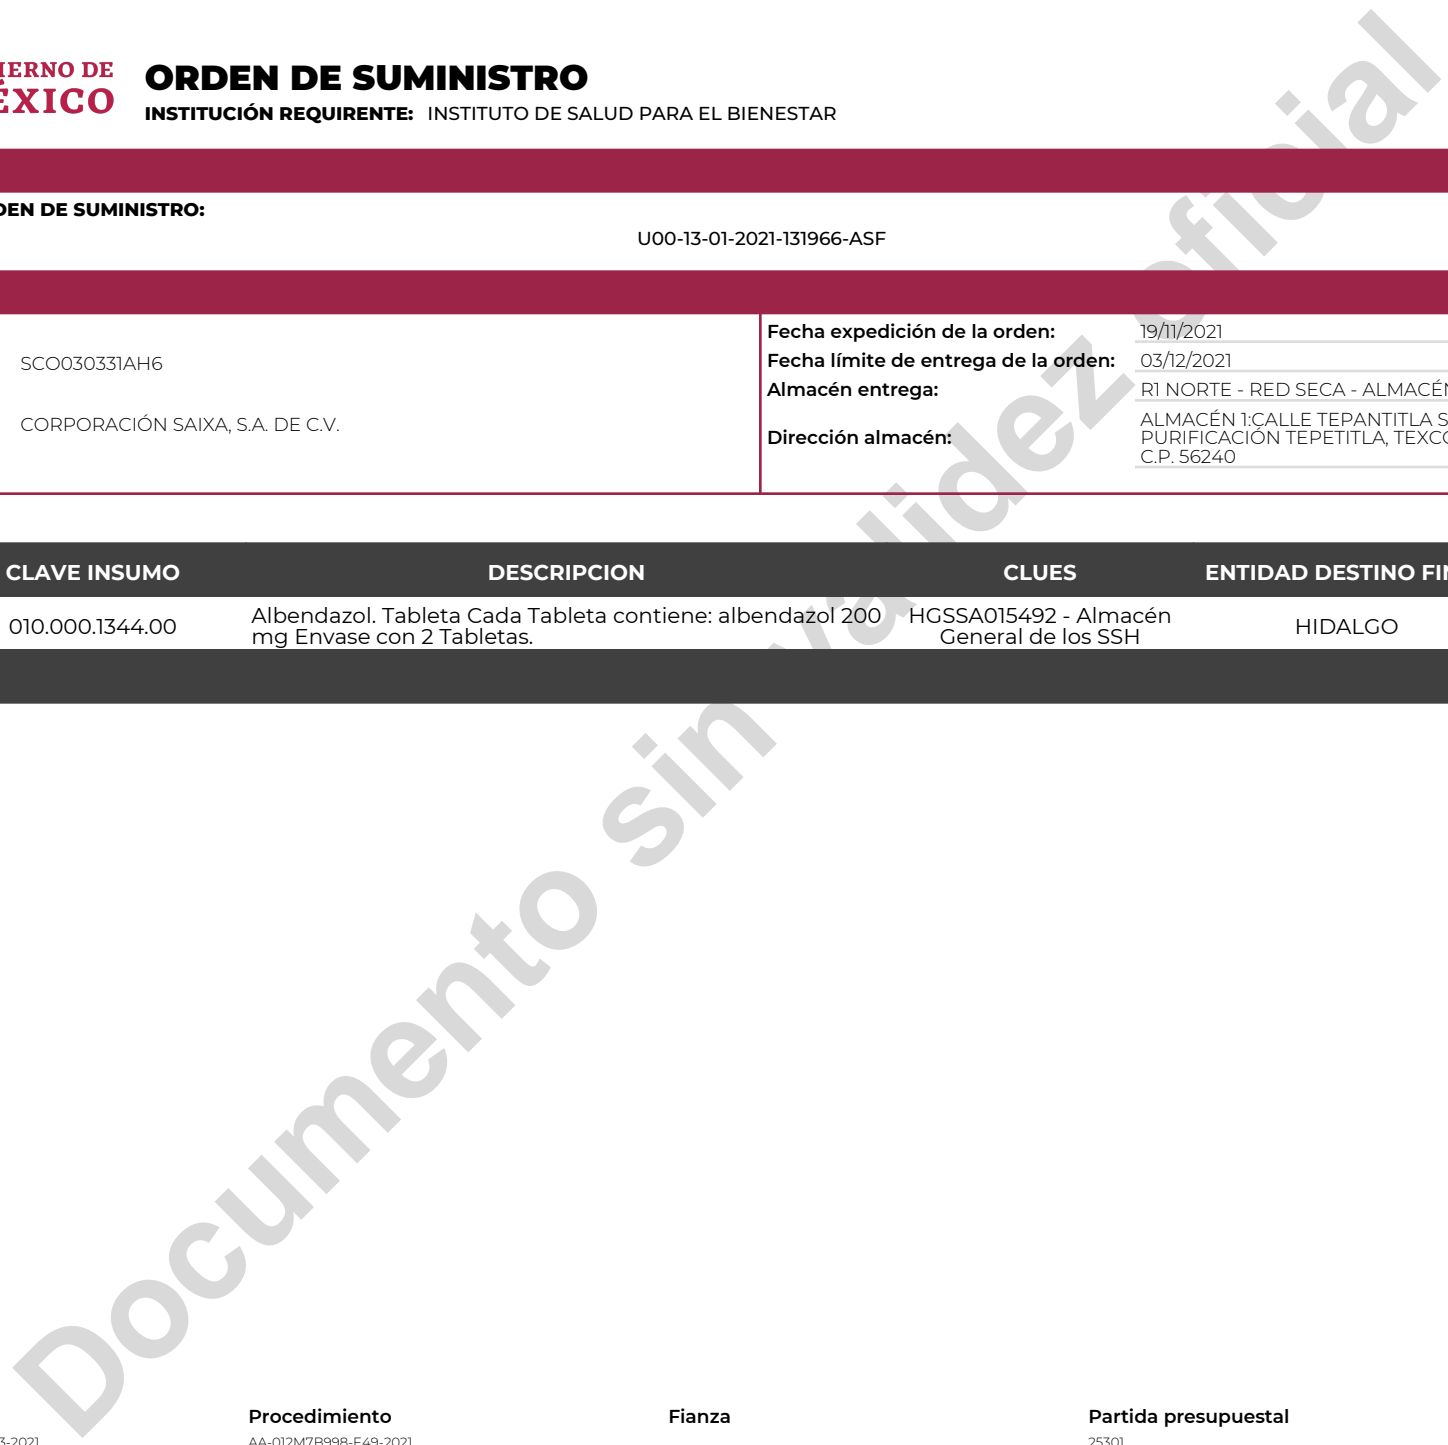 DE
ORDEN DE SUMINISTRO
INSTITUCIÓN REQUIRENTE: INSTITUTO DE SALUD PARA EL BIENESTAR
DE SUMINISTRO:
U00-13-01-2021-131966-ASF
SCO030331AH6
CORPORACIÓN SAIXA, S.A. DE C.V.
Fecha expedición de la orden: 19/11/2021
Fecha límite de entrega de la orden: 03/12/2021
Almacén entrega: R1 NORTE - RED SECA - ALMACÉN
Dirección almacén: ALMACÉN 1:CALLE TEPANTITLA
PURIFICACIÓN TEPETITLA,
C.P. 56240
CLAVE INSUMO DESCRIPCION CLUES ENTIDAD DESTINO
010.000.1344.00 Albendazol. Tableta Cada Tableta contiene: albendazol 200 HGSSA015492 - Almacén HIDALGO
mg Envase con 2 Tabletas. General de los SSH
Documento sin validez oficial
Procedimiento Fianza Partida presupuestal
AA-012M7B998-E49-2021 25301